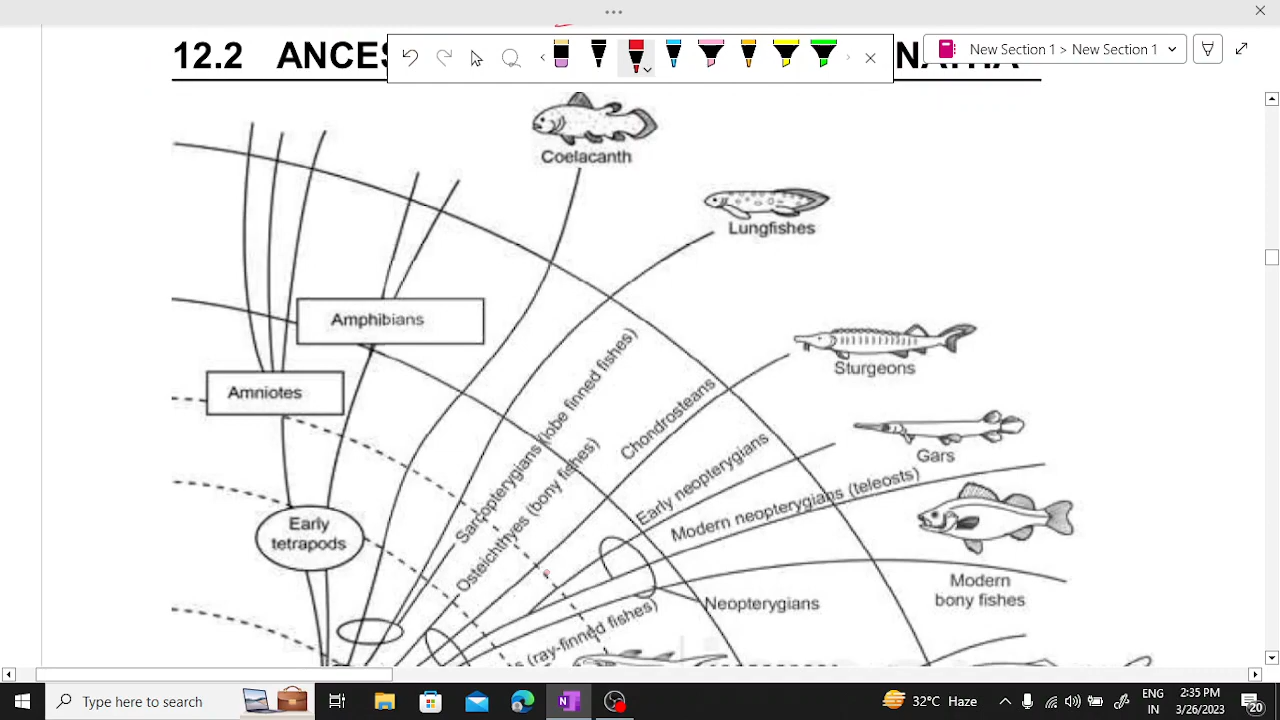 12.2 ANCES
New Section 1 > New Section 1
Coelacanth
Lungfishes
Amphibians
Sturgeons
Amniotes
Sarcopterygians (lobe finned fishes)
Osteichthyes (bony fishes)
Chondrosteans
Early neopterygians
Gars
Modern neopterygians (teleosts)
Early
tetrapods
Modern
bony fishes
Neopterygians
(ray-finned fishes)
Type here to search
32°C Haze
ENG
IN
2:35 PM
3/26/2023
20